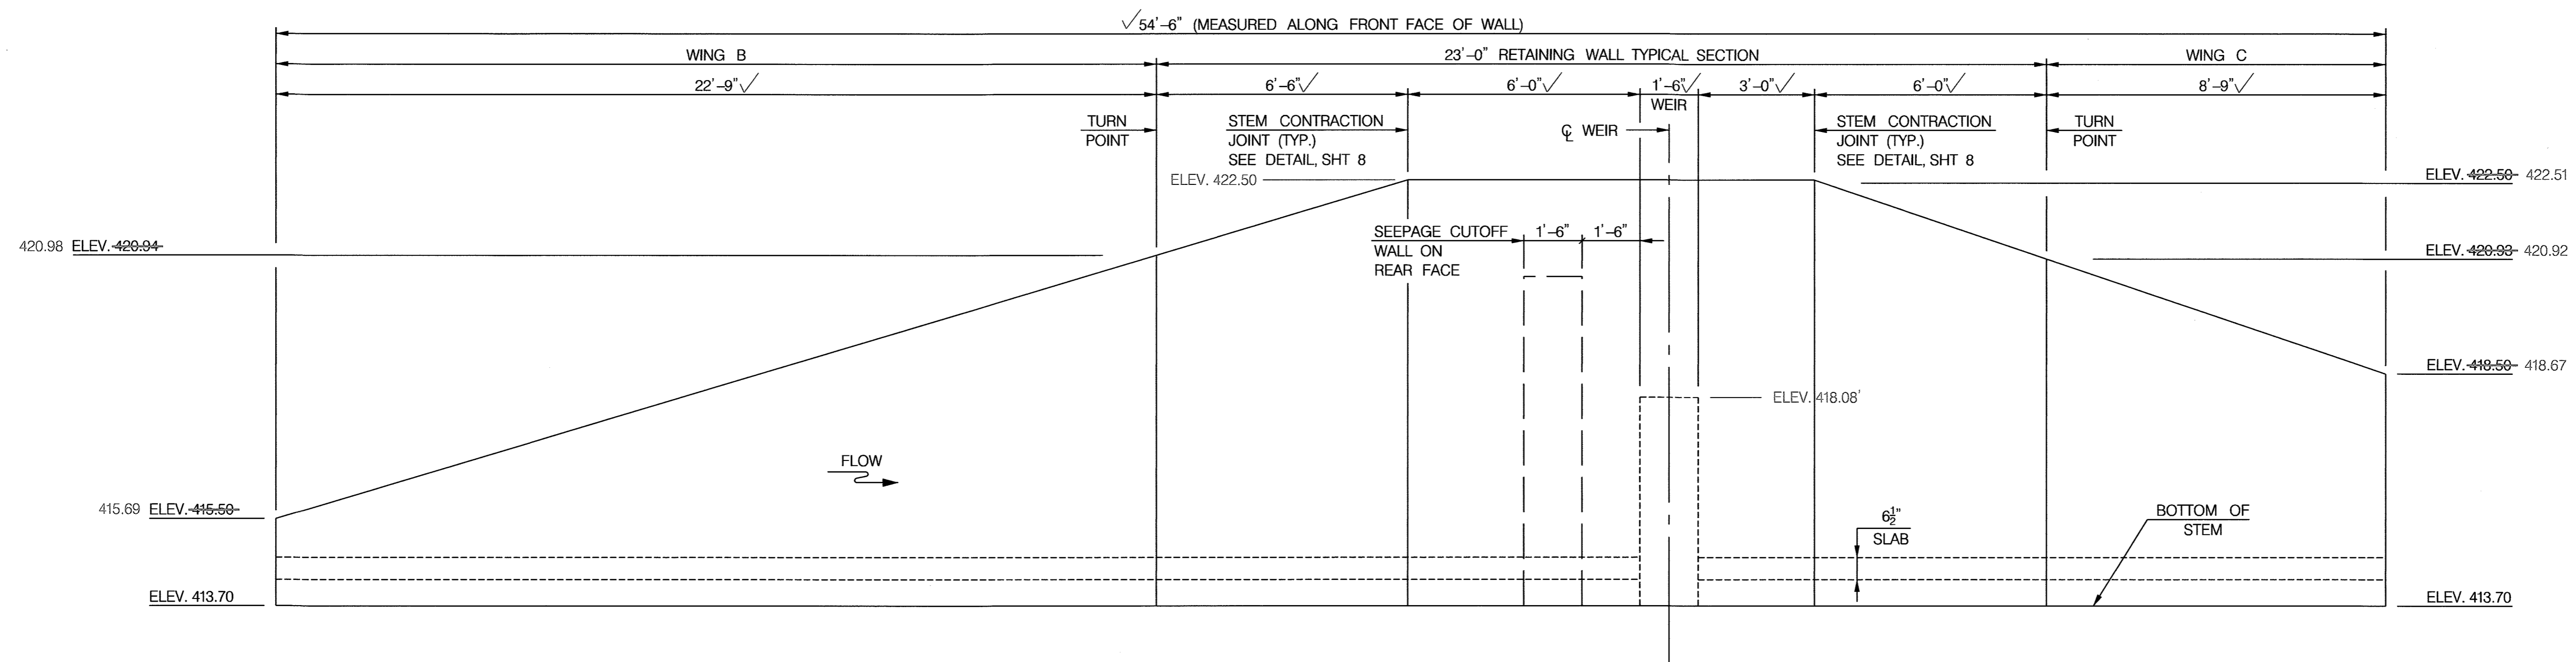 √54'-6" (MEASURED ALONG FRONT FACE OF WALL)
WING B
23'-0" RETAINING WALL TYPICAL SECTION
WING C
22'-9"√
6'-6"√
6'-0"√
1'-6"√
3'-0"√
6'-0"√
8'-9"√
WEIR
TURN
POINT
STEM CONTRACTION
JOINT (TYP.)
SEE DETAIL, SHT 8
℄ WEIR
STEM CONTRACTION
JOINT (TYP.)
SEE DETAIL, SHT 8
TURN
POINT
ELEV. 422.50
ELEV. 422.50 422.51
420.98 ELEV. 420.94
SEEPAGE CUTOFF
WALL ON
REAR FACE
1'-6"
1'-6"
ELEV. 420.93 420.92
ELEV. 418.50 418.67
ELEV. 418.08'
FLOW
415.69 ELEV. 415.50
6½"
SLAB
BOTTOM OF
STEM
ELEV. 413.70
ELEV. 413.70